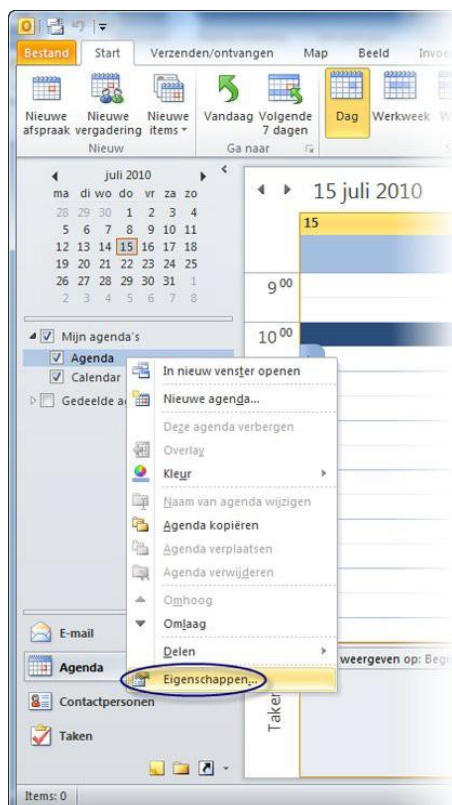 Bestand Start Verzenden/ontvangen Map Beeld
Nieuwe afspraak
Nieuwe vergadering
Nieuwe items
Vandaag
Volgende 7 dagen
Dag
Werkweek
Nieuw
Ga naar
juli 2010
ma di wo do vr za zo
28 29 30 1 2 3 4
5 6 7 8 9 10 11
12 13 14 15 16 17 18
19 20 21 22 23 24 25
26 27 28 29 30 31 1
2 3 4 5 6 7 8
15 juli 2010
15
9 00
10 00
Mijn agenda's
Agenda
Calendar
Gedeelde
In nieuw venster openen
Nieuwe agenda...
Deze agenda verbergen
Overlay
Kleur
Naam van agenda wijzigen
Agenda kopiëren
Agenda verplaatsen
Agenda verwijderen
Omhoog
Omlaag
Delen
Eigenschappen...
E-mail
Agenda
Contactpersonen
Taken
weergeven op:
Taken
Items: 0